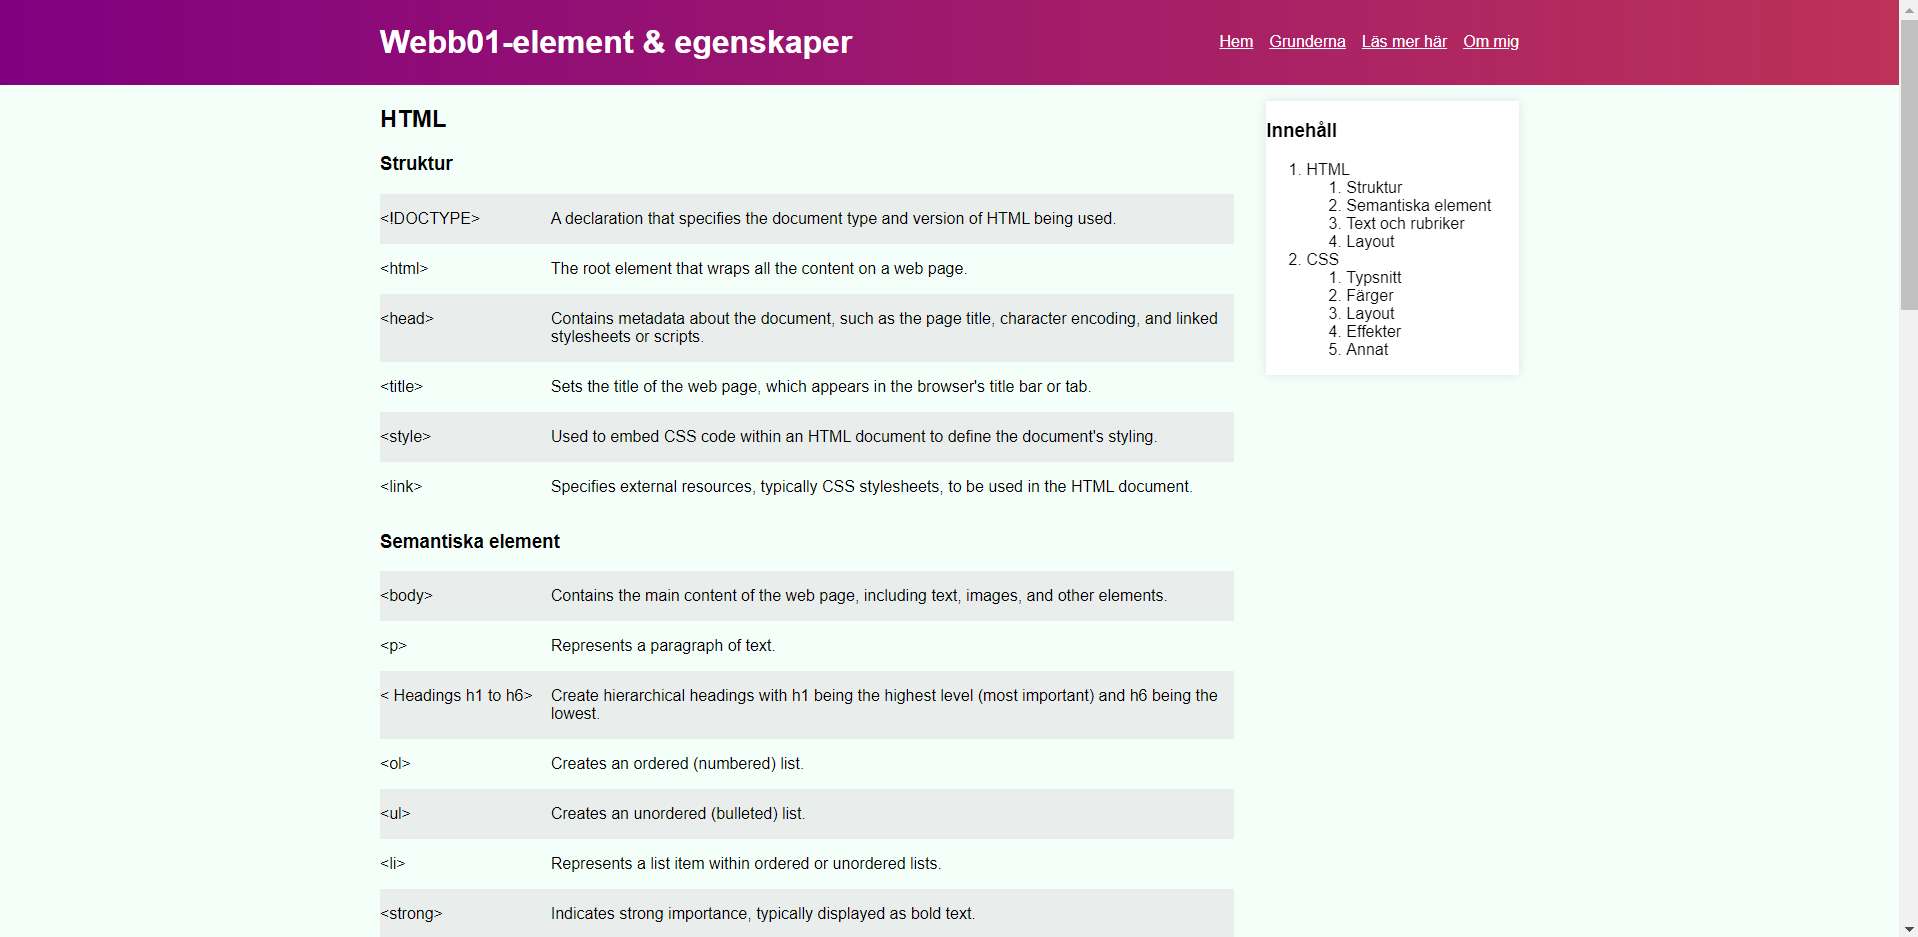 Webb01-element & egenskaper
Hem Grunderna Läs mer här Om mig
HTML
Struktur
<!DOCTYPE> A declaration that specifies the document type and version of HTML being used.
<html> The root element that wraps all the content on a web page.
<head> Contains metadata about the document, such as the page title, character encoding, and linked
stylesheets or scripts.
<title> Sets the title of the web page, which appears in the browser's title bar or tab.
<style> Used to embed CSS code within an HTML document to define the document's styling.
<link> Specifies external resources, typically CSS stylesheets, to be used in the HTML document.
Semantiska element
<body> Contains the main content of the web page, including text, images, and other elements.
<p> Represents a paragraph of text.
< Headings h1 to h6> Create hierarchical headings with h1 being the highest level (most important) and h6 being the
lowest.
<ol> Creates an ordered (numbered) list.
<ul> Creates an unordered (bulleted) list.
<li> Represents a list item within ordered or unordered lists.
<strong> Indicates strong importance, typically displayed as bold text.
Innehåll
1. HTML
1. Struktur
2. Semantiska element
3. Text och rubriker
4. Layout
2. CSS
1. Typsnitt
2. Färger
3. Layout
4. Effekter
5. Annat